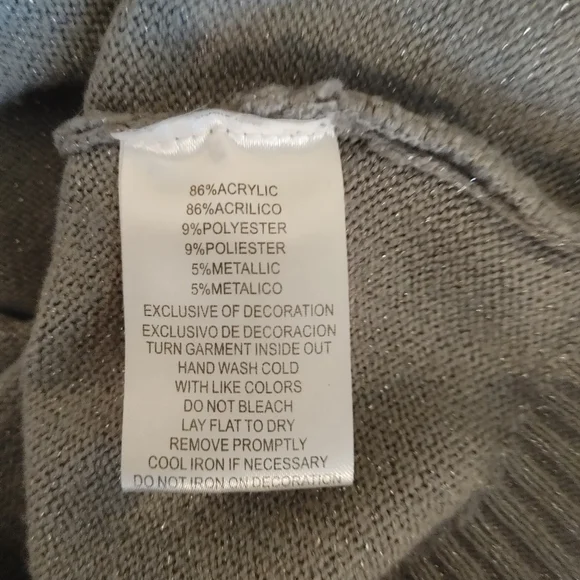 86%ACRYLIC
86%ACRILICO
9%POLYESTER
9%POLIESTER
5%METALLIC
5%METALICO
EXCLUSIVE OF DECORATION
EXCLUSIVO DE DECORACION
TURN GARMENT INSIDE OUT
HAND WASH COLD
WITH LIKE COLORS
DO NOT BLEACH
LAY FLAT TO DRY
REMOVE PROMPTLY
COOL IRON IF NECESSARY
DO NOT IRON ON DECORATION